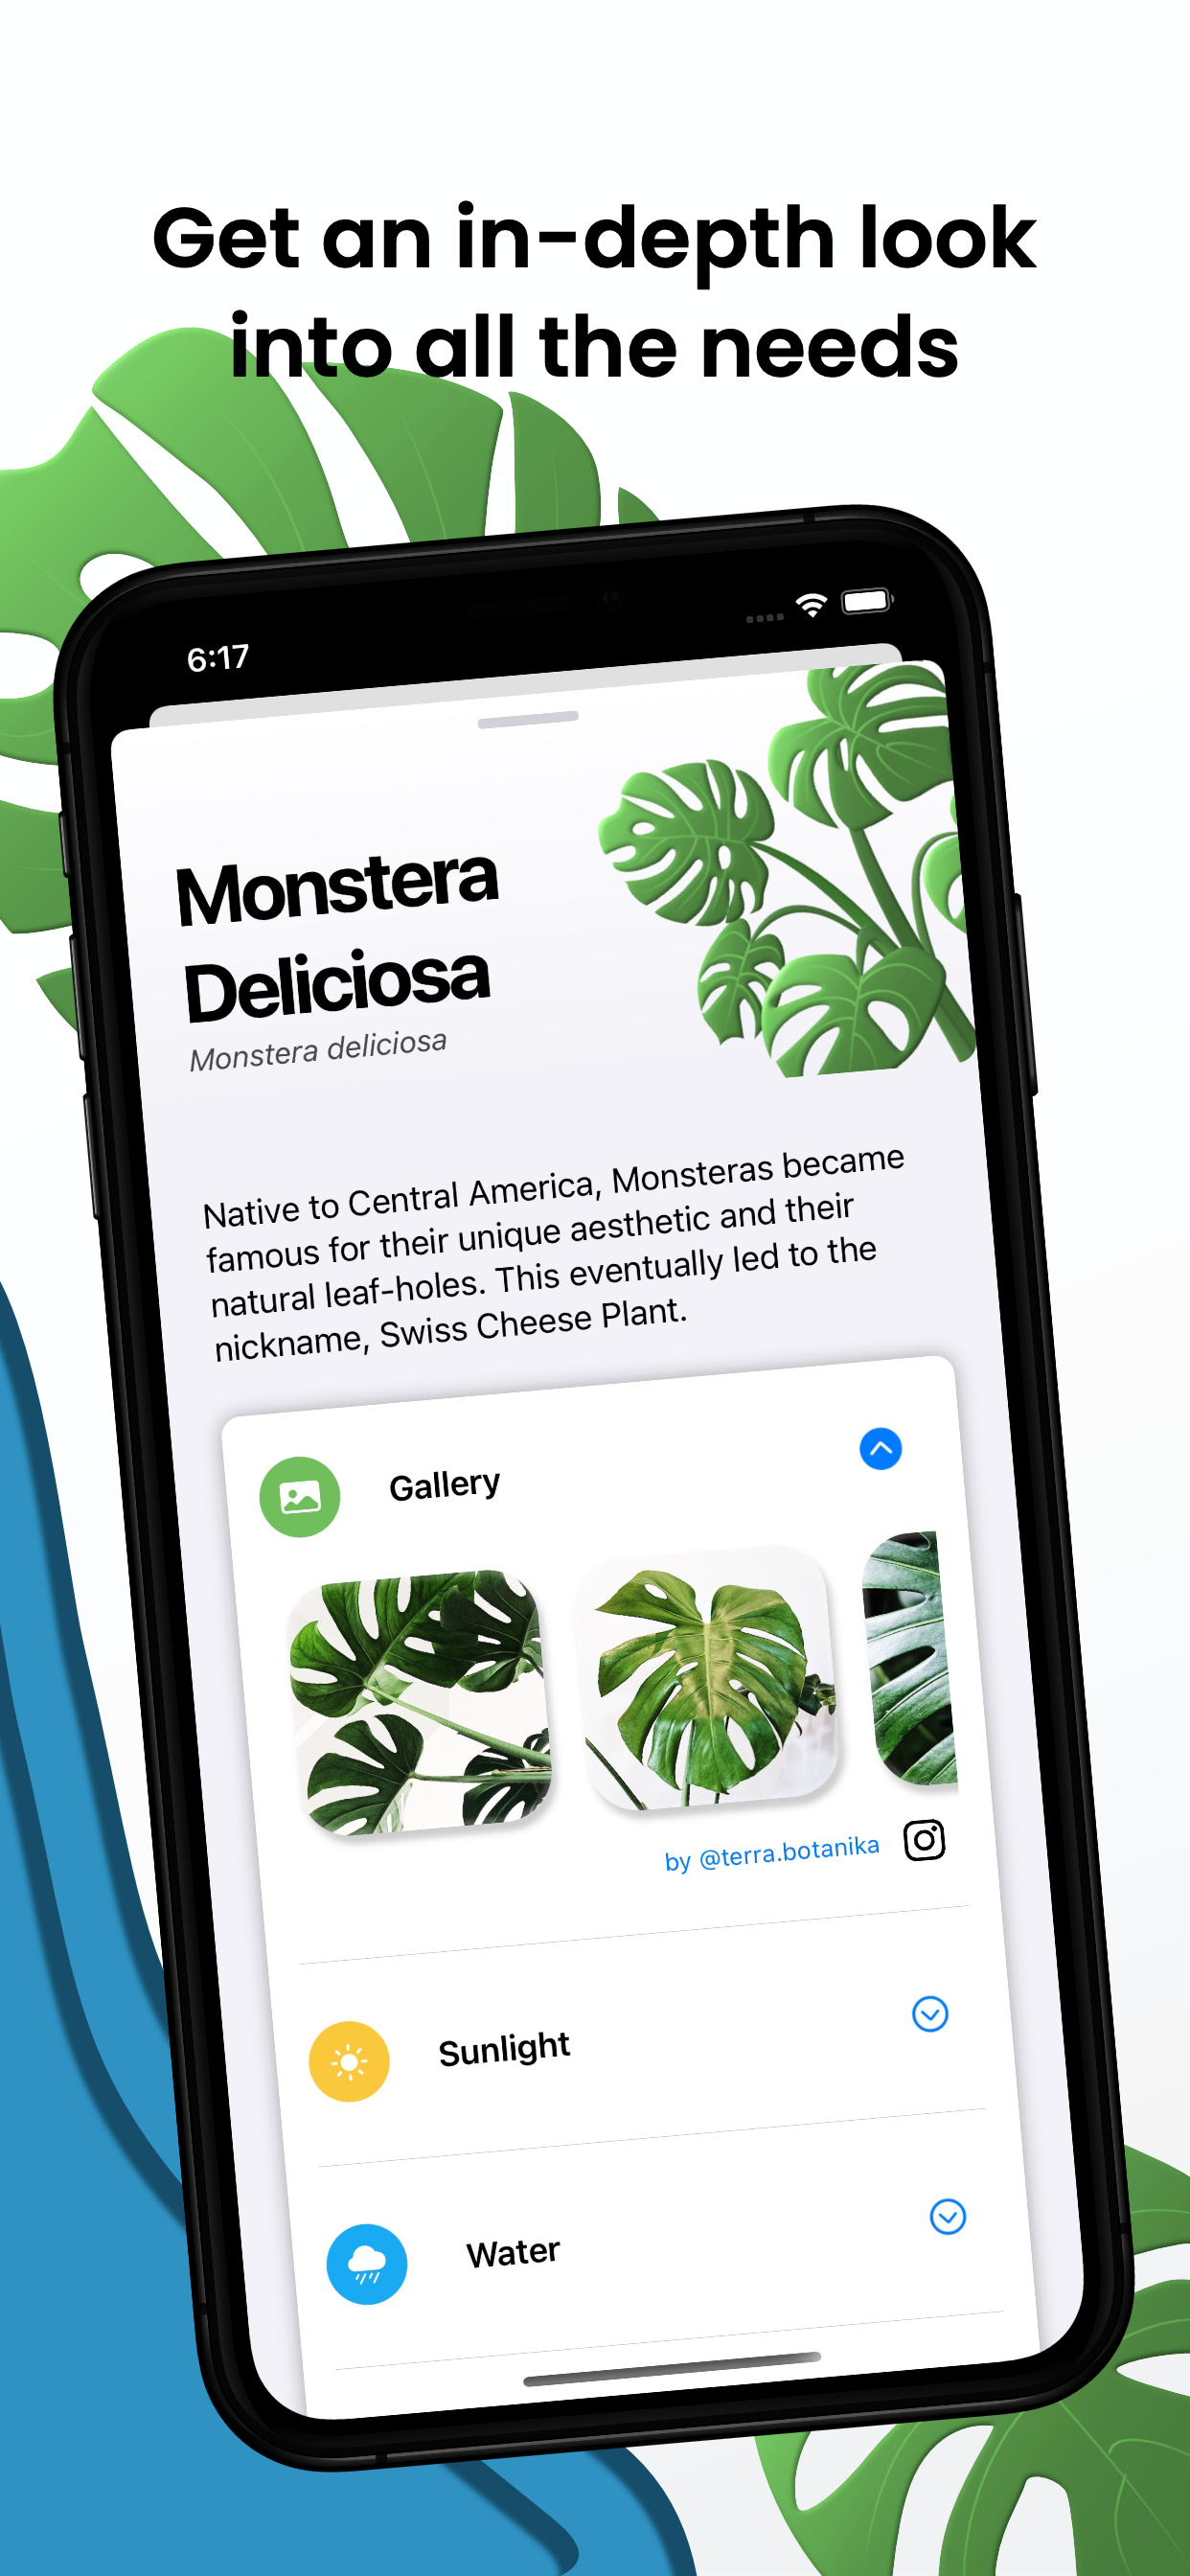 Get an in-depth look
into all the needs
6:17
Monstera
Deliciosa
Monstera deliciosa
Native to Central America, Monsteras became
famous for their unique aesthetic and their
natural leaf-holes. This eventually led to the
nickname, Swiss Cheese Plant.
Gallery
by @terra.botanika
Sunlight
Water